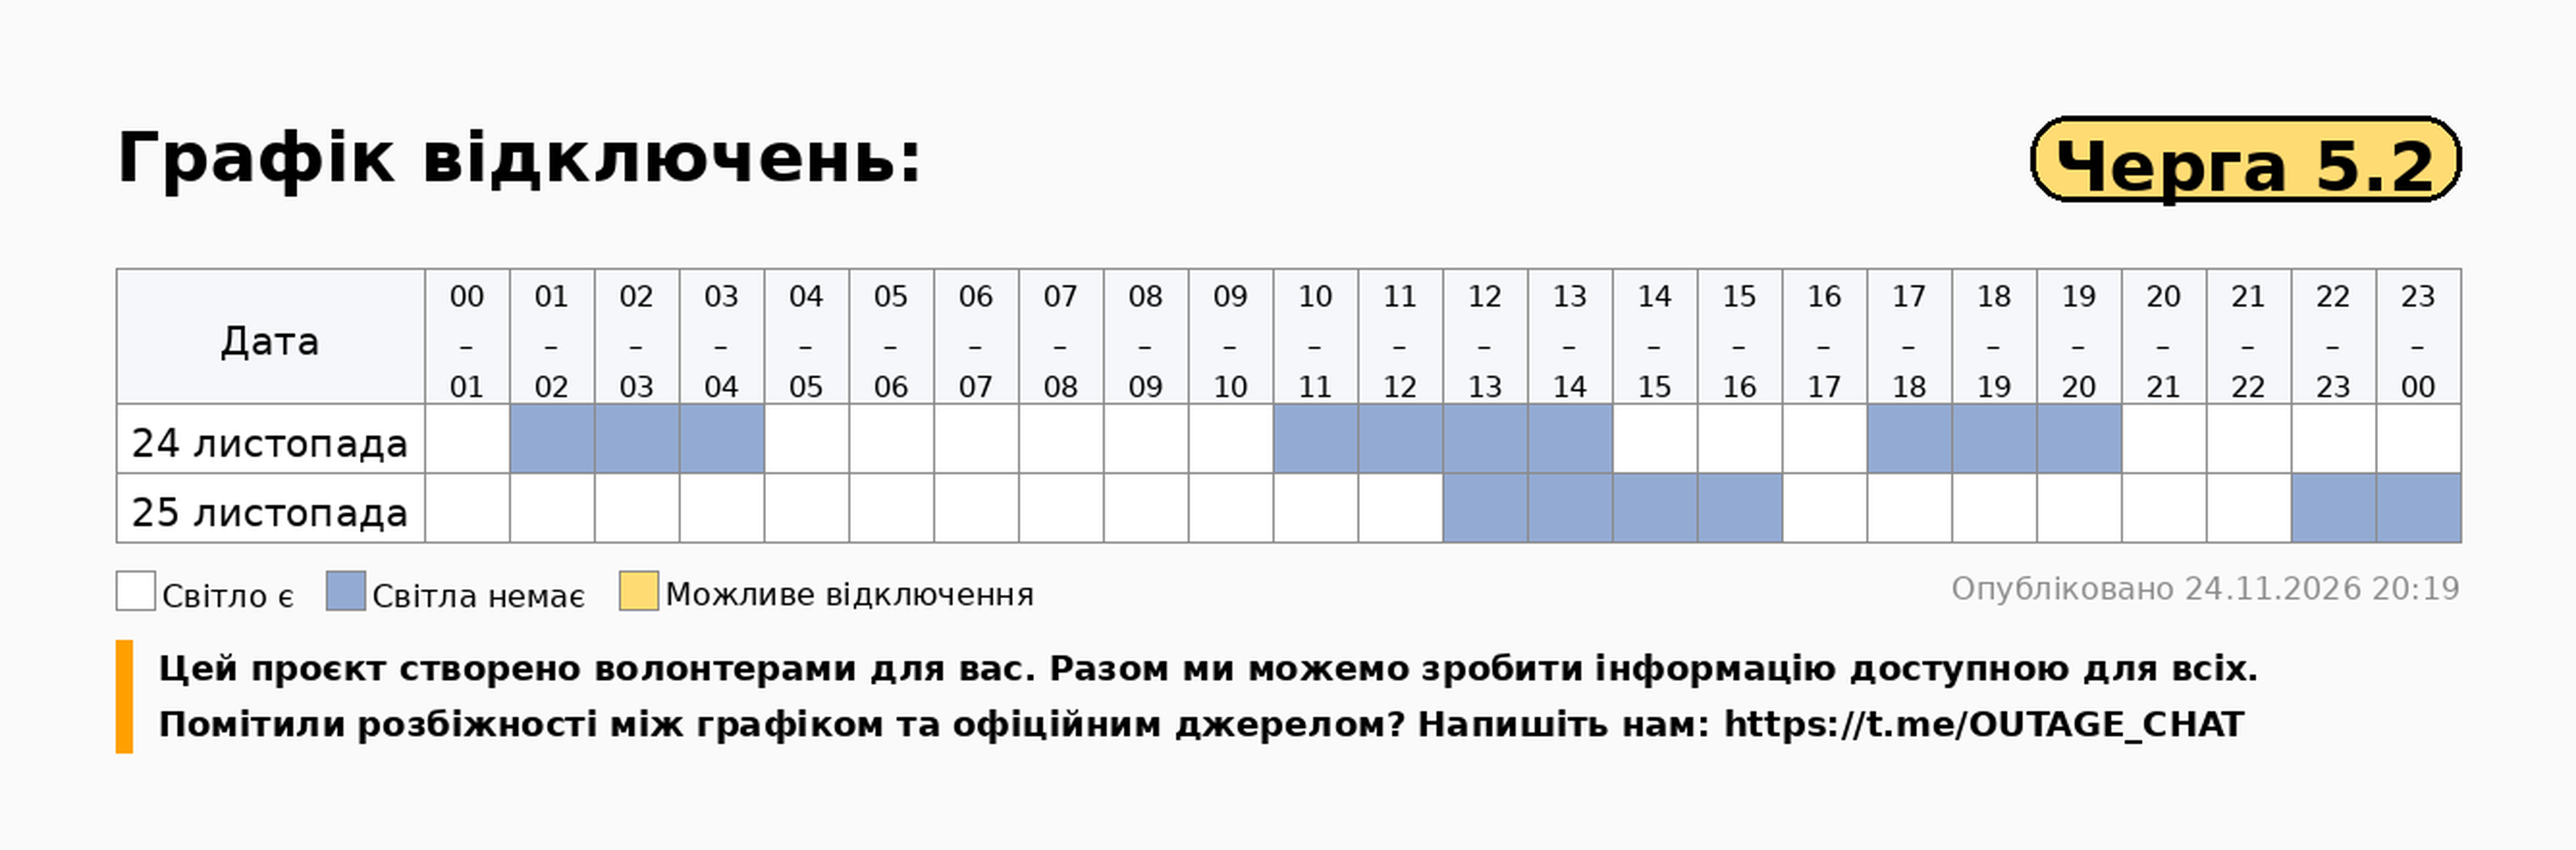 Графік відключень:
Черга 5.2
Дата
00 – 01
01 – 02
02 – 03
03 – 04
04 – 05
05 – 06
06 – 07
07 – 08
08 – 09
09 – 10
10 – 11
11 – 12
12 – 13
13 – 14
14 – 15
15 – 16
16 – 17
17 – 18
18 – 19
19 – 20
20 – 21
21 – 22
22 – 23
23 – 00
24 листопада
25 листопада
Світло є
Світла немає
Можливе відключення
Опубліковано 24.11.2026 20:19
Цей проєкт створено волонтерами для вас. Разом ми можемо зробити інформацію доступною для всіх.
Помітили розбіжності між графіком та офіційним джерелом? Напишіть нам: https://t.me/OUTAGE_CHAT